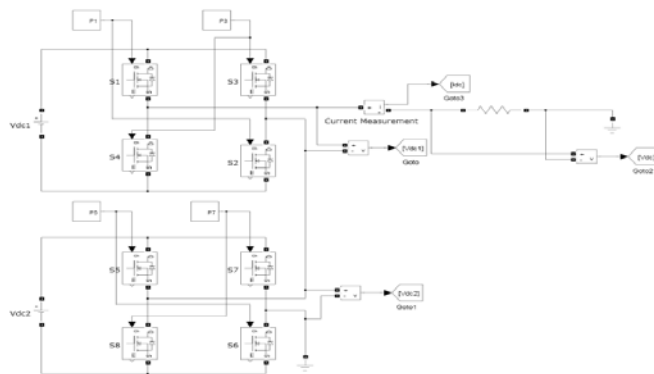 P1
P3
S1
S3
[Idc]
Goto3
Vdc1
Current Measurement
S4
S2
[Vdc1]
Goto
Goto2
P5
P7
S5
S7
[Vdc2]
Goto1
Vdc2
S8
S6